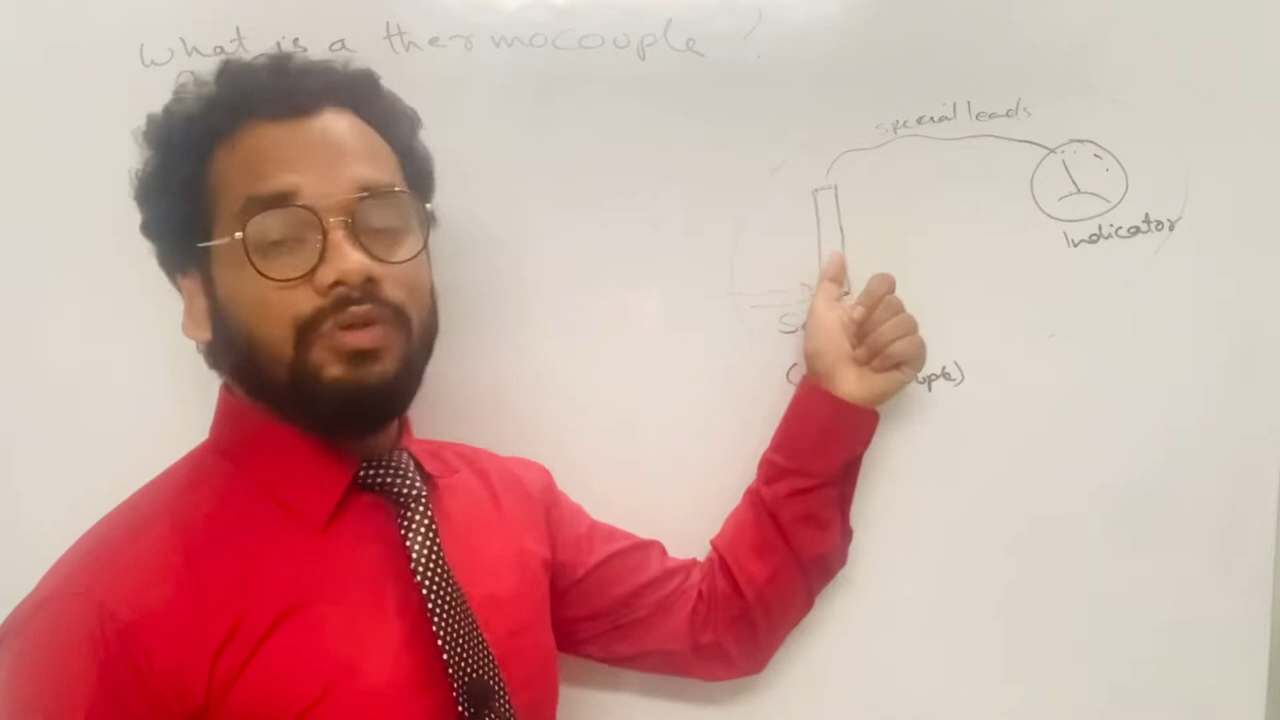 What is a thermocouple ?
special leads
Indicator